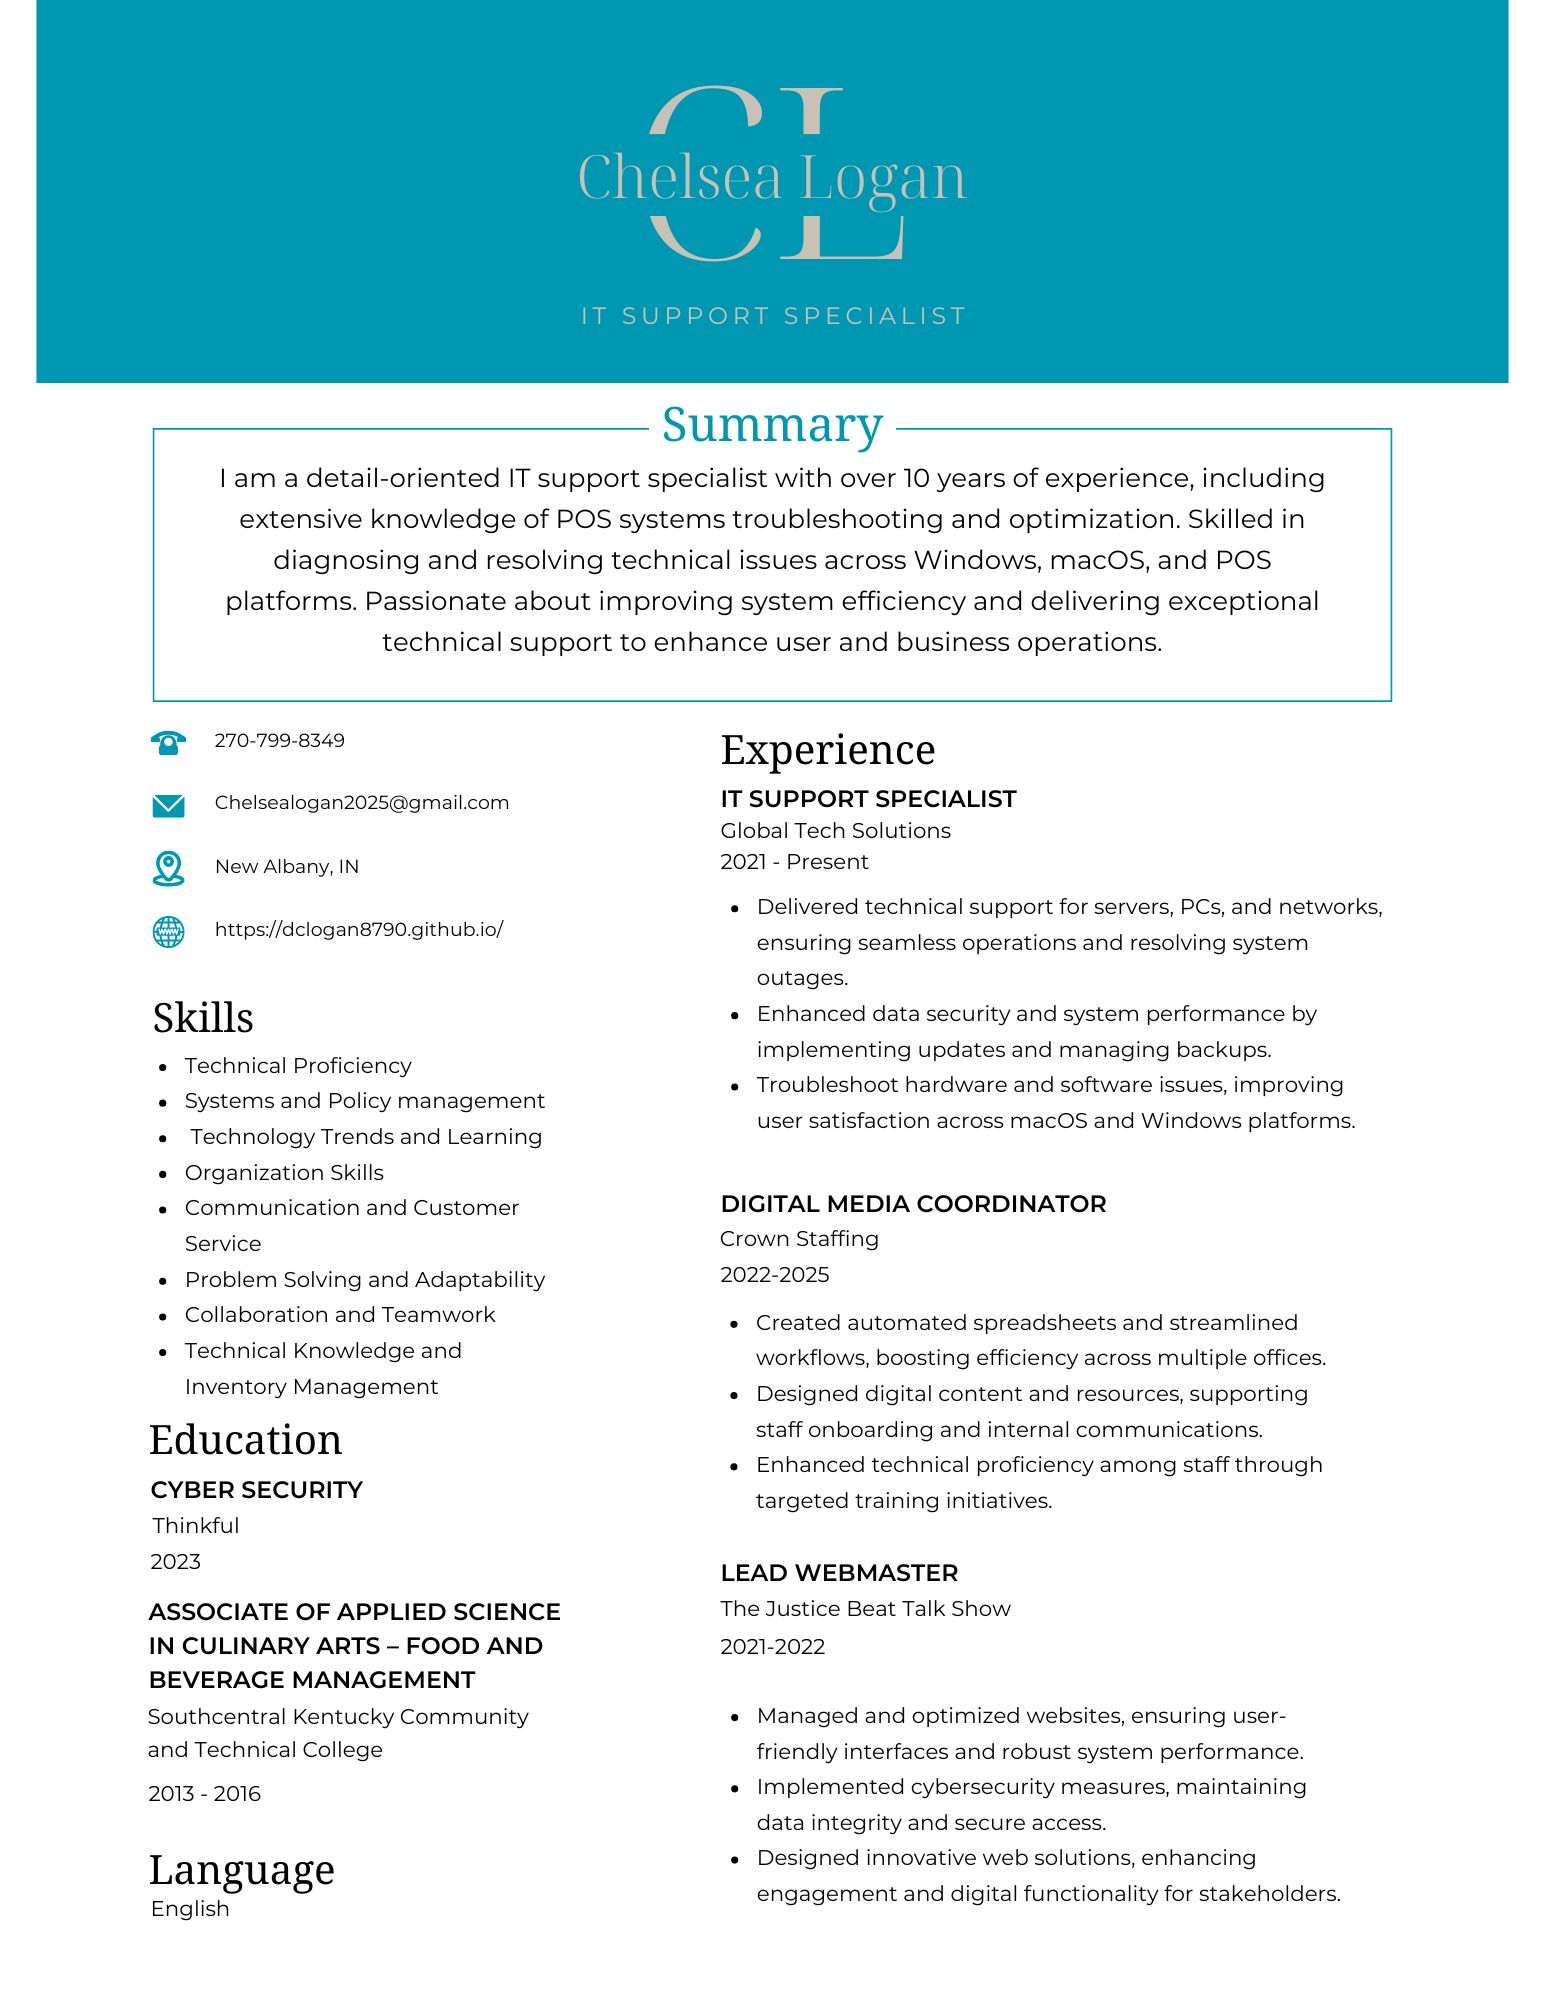 CL
Chelsea Logan
IT SUPPORT SPECIALIST
Summary
I am a detail-oriented IT support specialist with over 10 years of experience, including
extensive knowledge of POS systems troubleshooting and optimization. Skilled in
diagnosing and resolving technical issues across Windows, macOS, and POS
platforms. Passionate about improving system efficiency and delivering exceptional
technical support to enhance user and business operations.
270-799-8349
Chelsealogan2025@gmail.com
New Albany, IN
https://dclogan8790.github.io/
Skills
• Technical Proficiency
• Systems and Policy management
• Technology Trends and Learning
• Organization Skills
• Communication and Customer
Service
• Problem Solving and Adaptability
• Collaboration and Teamwork
• Technical Knowledge and
Inventory Management
Education
CYBER SECURITY
Thinkful
2023
ASSOCIATE OF APPLIED SCIENCE
IN CULINARY ARTS – FOOD AND
BEVERAGE MANAGEMENT
Southcentral Kentucky Community
and Technical College
2013 - 2016
Language
English
Experience
IT SUPPORT SPECIALIST
Global Tech Solutions
2021 - Present
• Delivered technical support for servers, PCs, and networks,
ensuring seamless operations and resolving system
outages.
• Enhanced data security and system performance by
implementing updates and managing backups.
• Troubleshoot hardware and software issues, improving
user satisfaction across macOS and Windows platforms.
DIGITAL MEDIA COORDINATOR
Crown Staffing
2022-2025
• Created automated spreadsheets and streamlined
workflows, boosting efficiency across multiple offices.
• Designed digital content and resources, supporting
staff onboarding and internal communications.
• Enhanced technical proficiency among staff through
targeted training initiatives.
LEAD WEBMASTER
The Justice Beat Talk Show
2021-2022
• Managed and optimized websites, ensuring user-
friendly interfaces and robust system performance.
• Implemented cybersecurity measures, maintaining
data integrity and secure access.
• Designed innovative web solutions, enhancing
engagement and digital functionality for stakeholders.